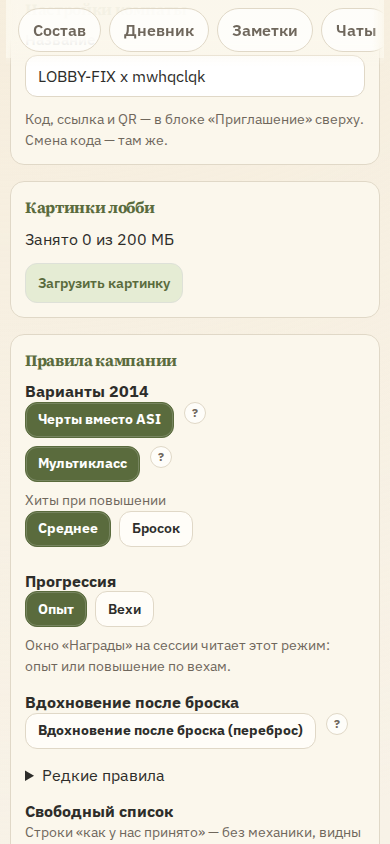 Состав Дневник Заметки Чаты
LOBBY-FIX x mwhqclqk
Код, ссылка и QR — в блоке «Приглашение» сверху.
Смена кода — там же.
Картинки лобби
Занято 0 из 200 МБ
Загрузить картинку
Правила кампании
Варианты 2014
Черты вместо ASI ?
Мультикласс ?
Хиты при повышении
Среднее Бросок
Прогрессия
Опыт Вехи
Окно «Награды» на сессии читает этот режим:
опыт или повышение по вехам.
Вдохновение после броска
Вдохновение после броска (переброс) ?
Редкие правила
Свободный список
Строки «как у нас принято» — без механики, видны